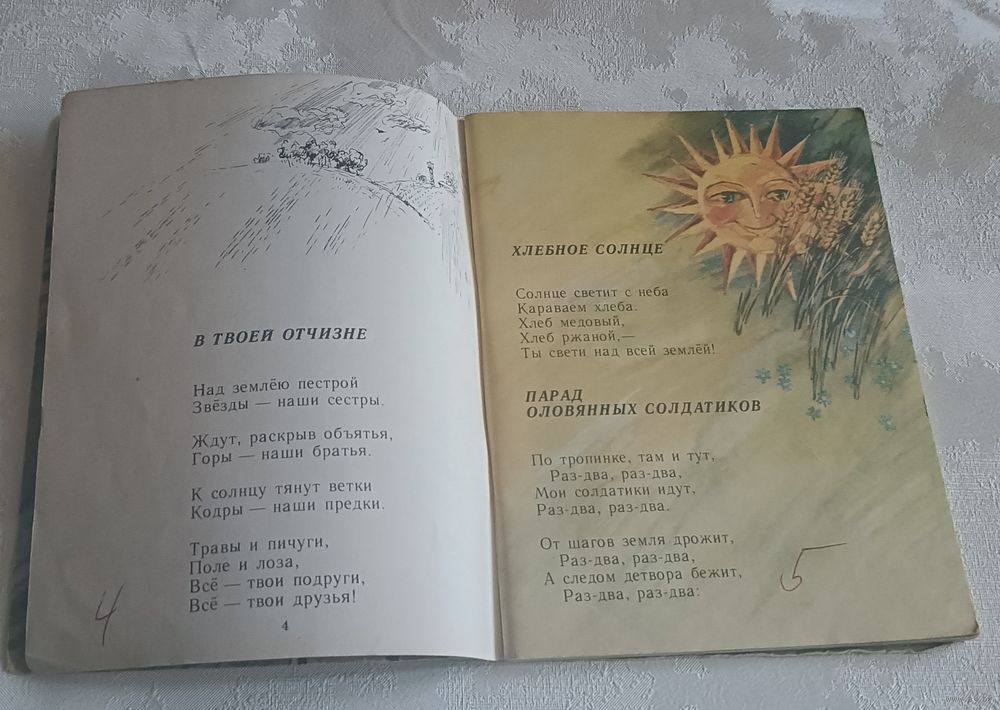 В ТВОЕЙ ОТЧИЗНЕ
Над землёю пестрой
Звёзды — наши сестры.
Ждут, раскрыв объятья,
Горы — наши братья.
К солнцу тянут ветки
Кодры — наши предки.
Травы и пичуги,
Поле и лоза,
Всё — твои подруги,
Всё — твои друзья!
4
4
ХЛЕБНОЕ СОЛНЦЕ
Солнце светит с неба
Караваем хлеба.
Хлеб медовый,
Хлеб ржаной,—
Ты свети над всей землёй!
ПАРАД
ОЛОВЯННЫХ СОЛДАТИКОВ
По тропинке, там и тут,
Раз-два, раз-два,
Мои солдатики идут,
Раз-два, раз-два.
От шагов земля дрожит,
Раз-два, раз-два,
А следом детвора бежит,
Раз-два, раз-два:
5